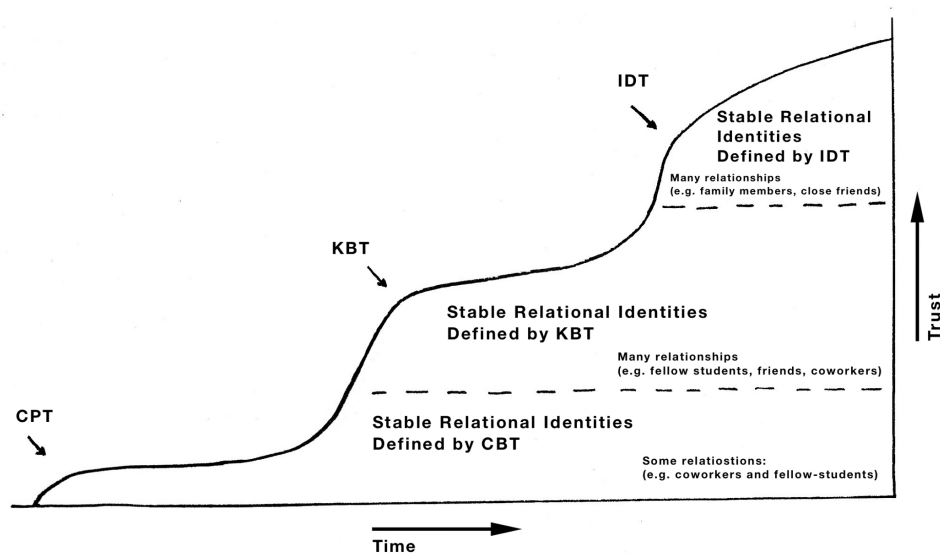 IDT
Stable Relational
Identities
Defined by IDT
Many relationships
(e.g. family members, close friends)
KBT
Stable Relational Identities
Defined by KBT
Trust
Many relationships
(e.g. fellow students, friends, coworkers)
CPT
Stable Relational Identities
Defined by CBT
Some relatiostions:
(e.g. coworkers and fellow-students)
Time